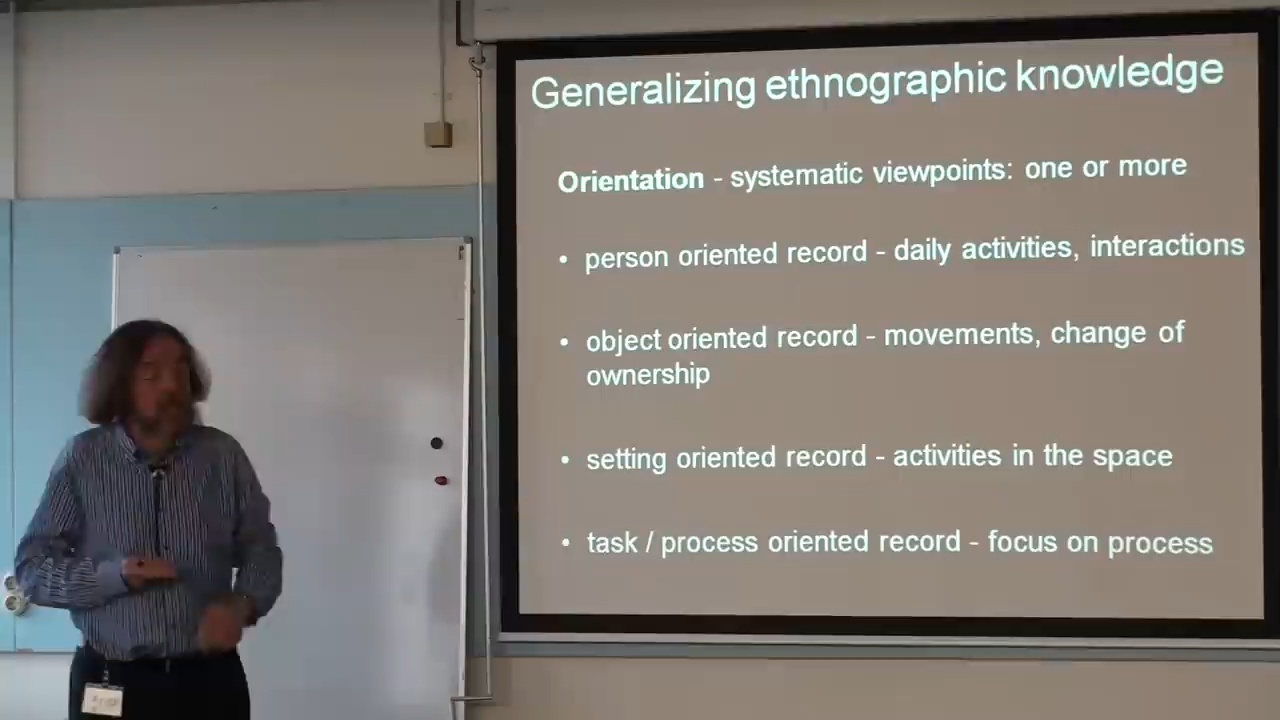 Generalizing ethnographic knowledge
Orientation - systematic viewpoints: one or more
• person oriented record - daily activities, interactions
• object oriented record - movements, change of
ownership
• setting oriented record - activities in the space
• task / process oriented record - focus on process